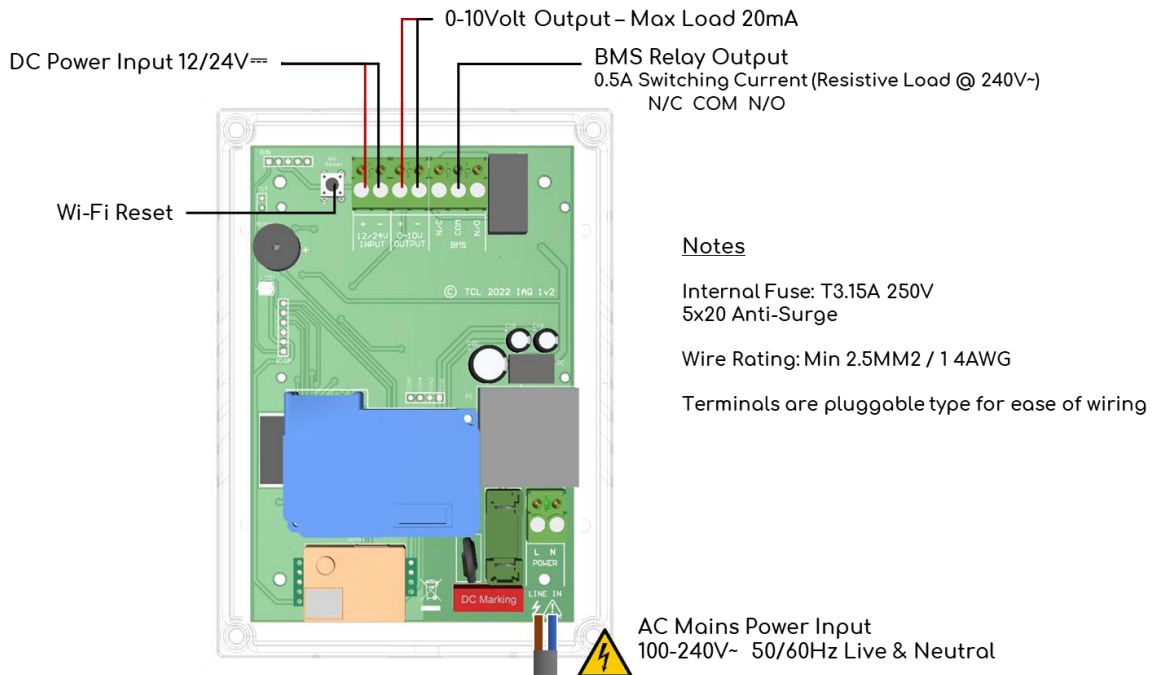 0-10Volt Output – Max Load 20mA
DC Power Input 12/24V⎓
BMS Relay Output
0.5A Switching Current (Resistive Load @ 240V~)
N/C COM N/O
Wi-Fi Reset
Reset
+ - + - N/C COM N/O
12/24V 0-10V
INPUT OUTPUT BMS
+
© TCL 2022 IAQ 1v2
Notes
Internal Fuse: T3.15A 250V
5x20 Anti-Surge
Wire Rating: Min 2.5MM2 / 1 4AWG
Terminals are pluggable type for ease of wiring
L N
POWER
LINE IN
DC Marking
AC Mains Power Input
100-240V~ 50/60Hz Live & Neutral